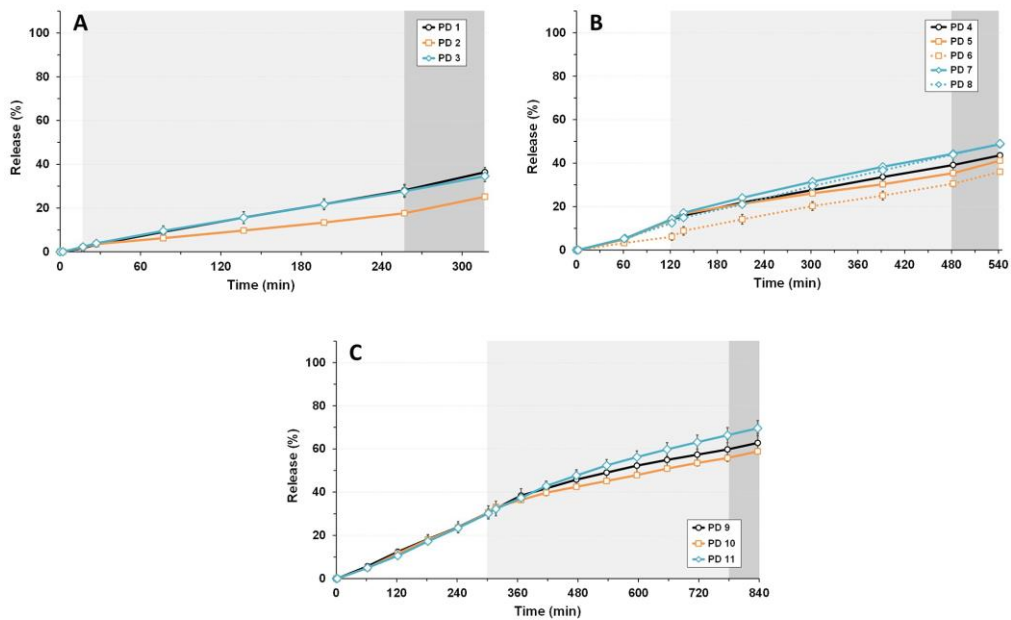 A
PD 1
PD 2
PD 3
100
80
60
40
20
0
Release (%)
0 60 120 180 240 300
Time (min)
B
PD 4
PD 5
PD 6
PD 7
PD 8
100
80
60
40
20
0
Release (%)
0 60 120 180 240 300 360 420 480 540
Time (min)
C
PD 9
PD 10
PD 11
100
80
60
40
20
0
Release (%)
0 120 240 360 480 600 720 840
Time (min)